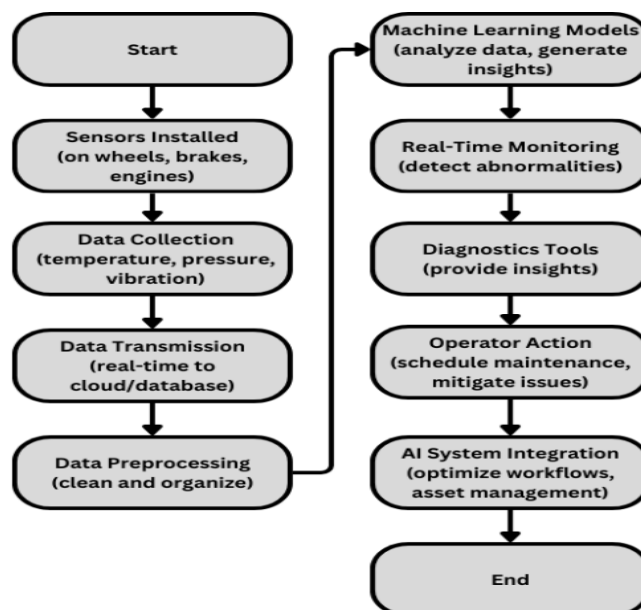 Start
Sensors Installed
(on wheels, brakes,
engines)
Data Collection
(temperature, pressure,
vibration)
Data Transmission
(real-time to
cloud/database)
Data Preprocessing
(clean and organize)
Machine Learning Models
(analyze data, generate
insights)
Real-Time Monitoring
(detect abnormalities)
Diagnostics Tools
(provide insights)
Operator Action
(schedule maintenance,
mitigate issues)
AI System Integration
(optimize workflows,
asset management)
End